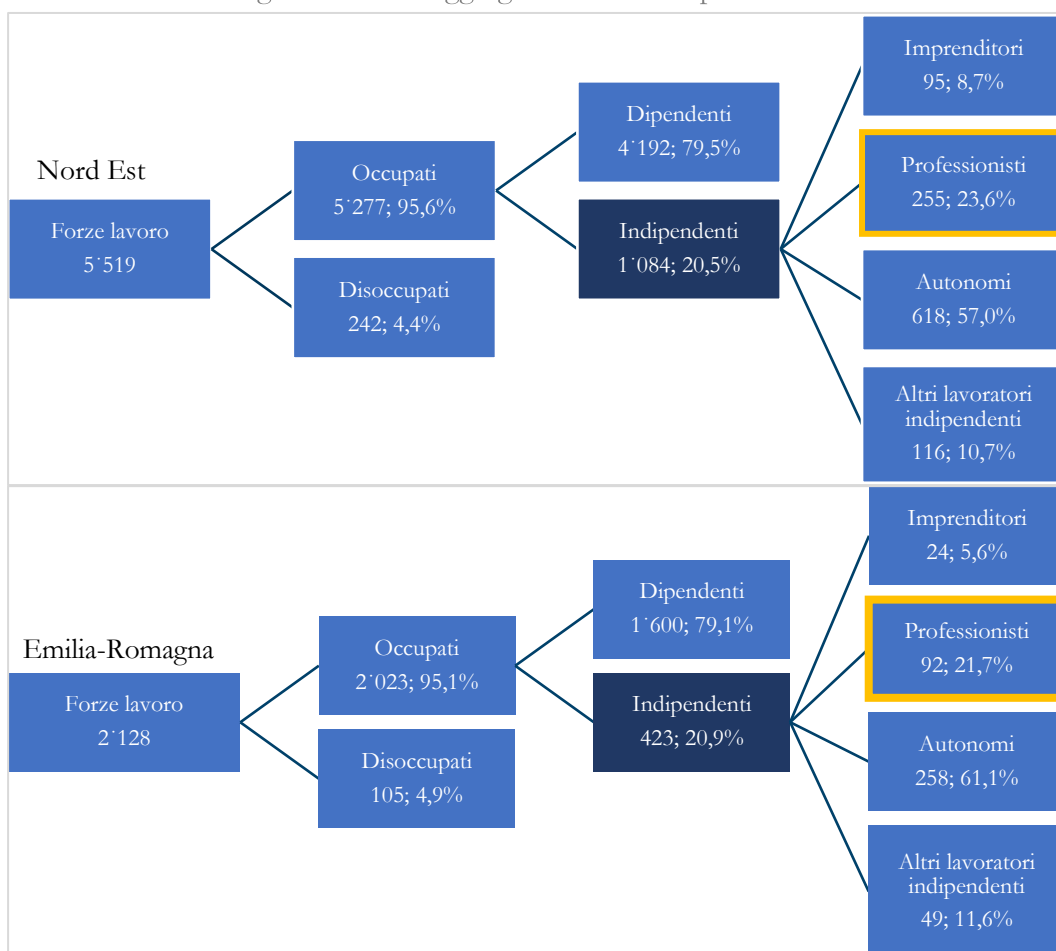 Nord Est
Forze lavoro
5˙519
Occupati
5˙277; 95,6%
Disoccupati
242; 4,4%
Dipendenti
4˙192; 79,5%
Indipendenti
1˙084; 20,5%
Imprenditori
95; 8,7%
Professionisti
255; 23,6%
Autonomi
618; 57,0%
Altri lavoratori
indipendenti
116; 10,7%
Emilia-Romagna
Forze lavoro
2˙128
Occupati
2˙023; 95,1%
Disoccupati
105; 4,9%
Dipendenti
1˙600; 79,1%
Indipendenti
423; 20,9%
Imprenditori
24; 5,6%
Professionisti
92; 21,7%
Autonomi
258; 61,1%
Altri lavoratori
indipendenti
49; 11,6%